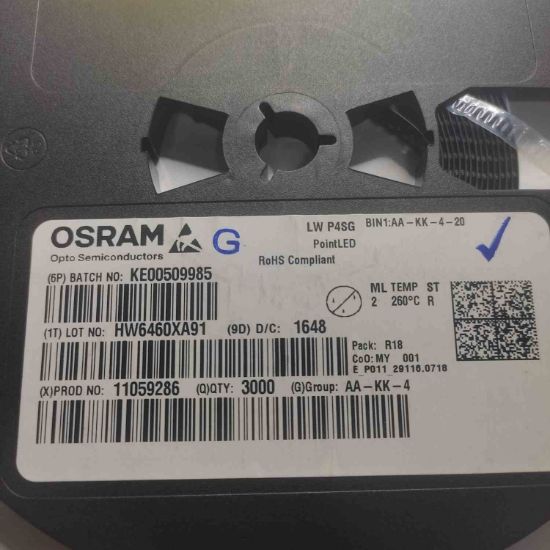 OSRAM
Opto Semiconductors
G
LW P4SG
PointLED
RoHS Compliant
BIN1:AA-KK-4-20
(6P) BATCH NO: KE00509985
ML TEMP ST
2 260°C R
(1T) LOT NO: HW6460XA91 (9D) D/C: 1648
Pack: R18
CoO: MY 001
E_P011_29116.0718
(X)PROD NO: 11059286 (Q)QTY: 3000 (G)Group: AA-KK-4